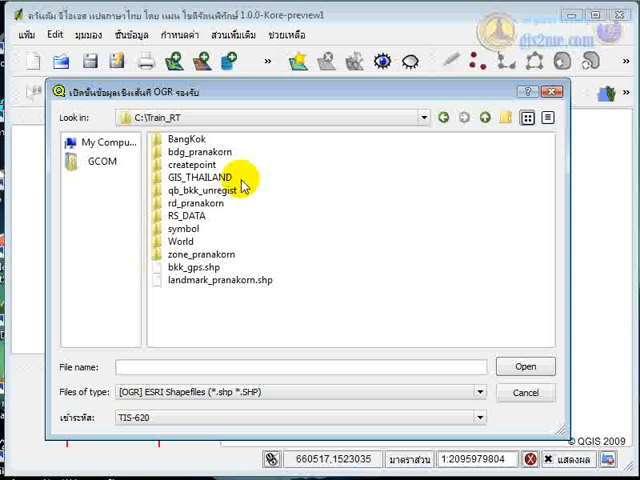 ควันตัม จีไอเอส แปลภาษาไทย โดย แมน ไชติรัตนพิทักษ์ 1.0.0-Kore-preview1
แฟ้ม Edit มุมมอง ชั้นข้อมูล กำหนดค่า ส่วนเพิ่มเติม ช่วยเหลือ
gis2me.com
เปิดชั้นข้อมูลเชิงเส้นที่ OGR รองรับ
Look in: C:\Train_RT
My Compu...
GCOM
BangKok
bdg_pranakorn
createpoint
GIS_THAILAND
qb_bkk_unregist
rd_pranakorn
RS_DATA
symbol
World
zone_pranakorn
bkk_gps.shp
landmark_pranakorn.shp
File name: Open
Files of type: [OGR] ESRI Shapefiles (*.shp *.SHP) Cancel
เข้ารหัส: TIS-620
© QGIS 2009
660517,1523035 มาตราส่วน 1:2095979804 แสดงผล